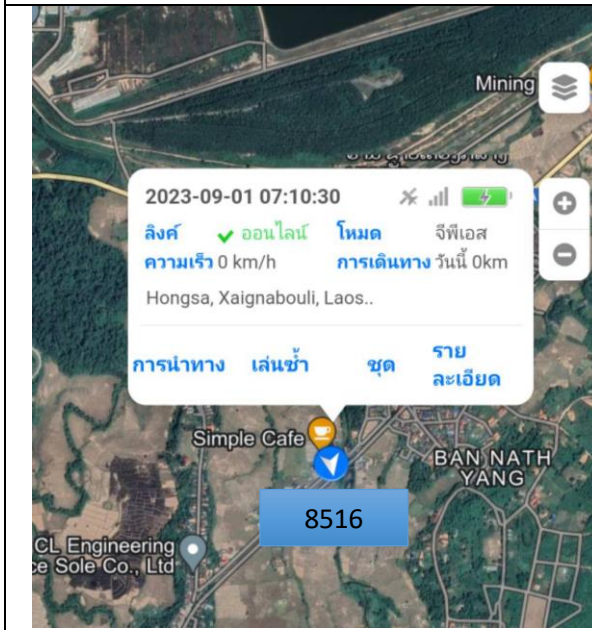 Mining
2023-09-01 07:10:30
ลิงค์ ออนไลน์ โหมด จีพีเอส
ความเร็ว 0 km/h การเดินทาง วันนี้ 0km
Hongsa, Xaignabouli, Laos..
การนำทาง เล่นซ้ำ ชุด ราย
ละเอียด
Simple Cafe
BAN NATH
YANG
8516
CL Engineering
ce Sole Co., Ltd